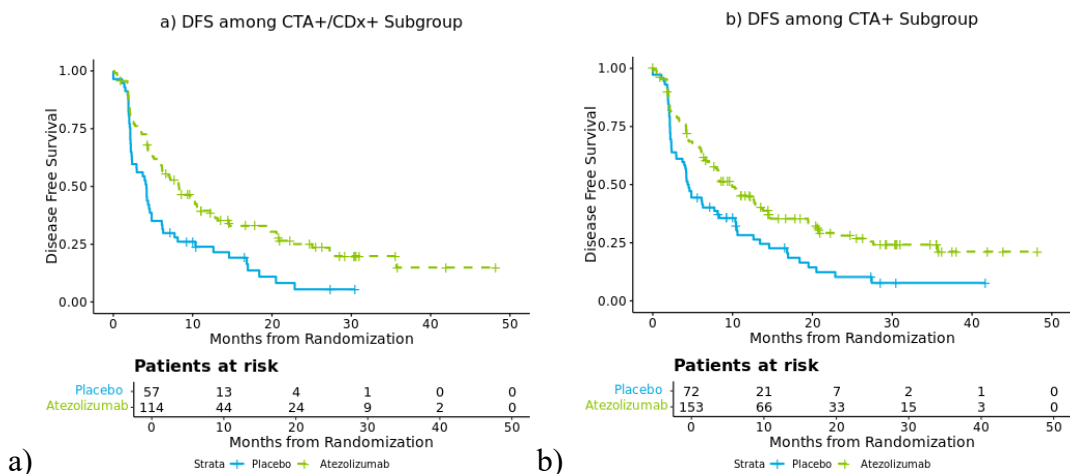 a) DFS among CTA+/CDx+ Subgroup
Disease Free Survival
1.00
0.75
0.50
0.25
0.00
0 10 20 30 40 50
Months from Randomization
Patients at risk
Placebo 57 13 4 1 0 0
Atezolizumab 114 44 24 9 2 0
0 10 20 30 40 50
Months from Randomization
Strata Placebo Atezolizumab
a)
b) DFS among CTA+ Subgroup
Disease Free Survival
1.00
0.75
0.50
0.25
0.00
0 10 20 30 40 50
Months from Randomization
Patients at risk
Placebo 72 21 7 2 1 0
Atezolizumab 153 66 33 15 3 0
0 10 20 30 40 50
Months from Randomization
Strata Placebo Atezolizumab
b)